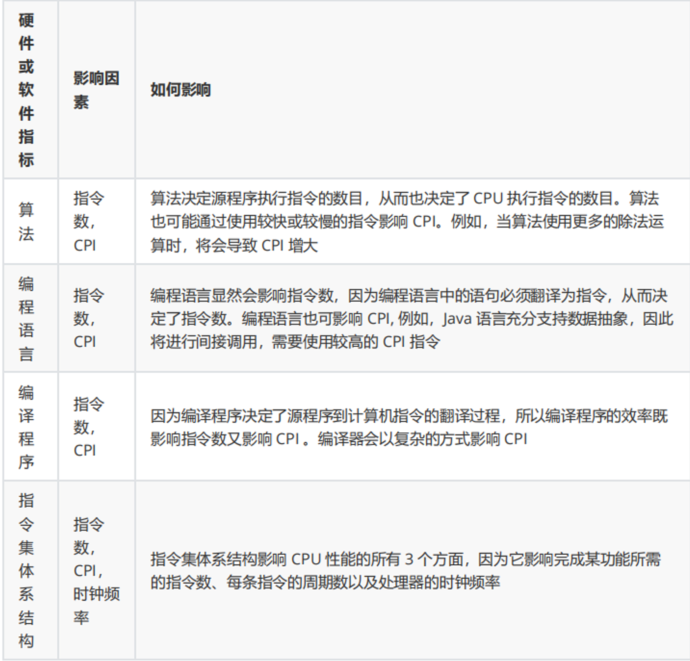 硬
件
或
软
件
指
标
影响因
素
如何影响
算
法
指令
数，
CPI
算法决定源程序执行指令的数目，从而也决定了 CPU 执行指令的数目。算法
也可能通过使用较快或较慢的指令影响 CPI。例如，当算法使用更多的除法运
算时，将会导致 CPI 增大
编
程
语
言
指令
数，
CPI
编程语言显然会影响指令数，因为编程语言中的语句必须翻译为指令，从而决
定了指令数。编程语言也可影响 CPI, 例如，Java 语言充分支持数据抽象，因此
将进行间接调用，需要使用较高的 CPI 指令
编
译
程
序
指令
数，
CPI
因为编译程序决定了源程序到计算机指令的翻译过程，所以编译程序的效率既
影响指令数又影响 CPI 。编译器会以复杂的方式影响 CPI
指
令
集
体
系
结
构
指令
数，
CPI，
时钟频
率
指令集体系结构影响 CPU 性能的所有 3 个方面，因为它影响完成某功能所需
的指令数、每条指令的周期数以及处理器的时钟频率